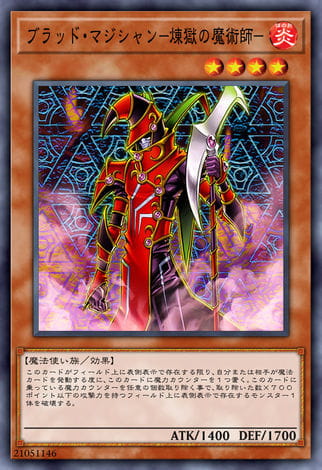 ブラッド・マジシャン－煉獄の魔術師－
ほのお
炎
【魔法使い族／効果】
このカードがフィールド上に表側表示で存在する限り、自分または相手が魔法
カードを発動する度に、このカードに魔力カウンターを１つ置く。このカードに
乗っている魔力カウンターを任意の個数取り除く事で、取り除いた数×７００
ポイント以下の攻撃力を持つフィールド上に表側表示で存在するモンスター１
体を破壊する。
ATK/1400 DEF/1700
21051146